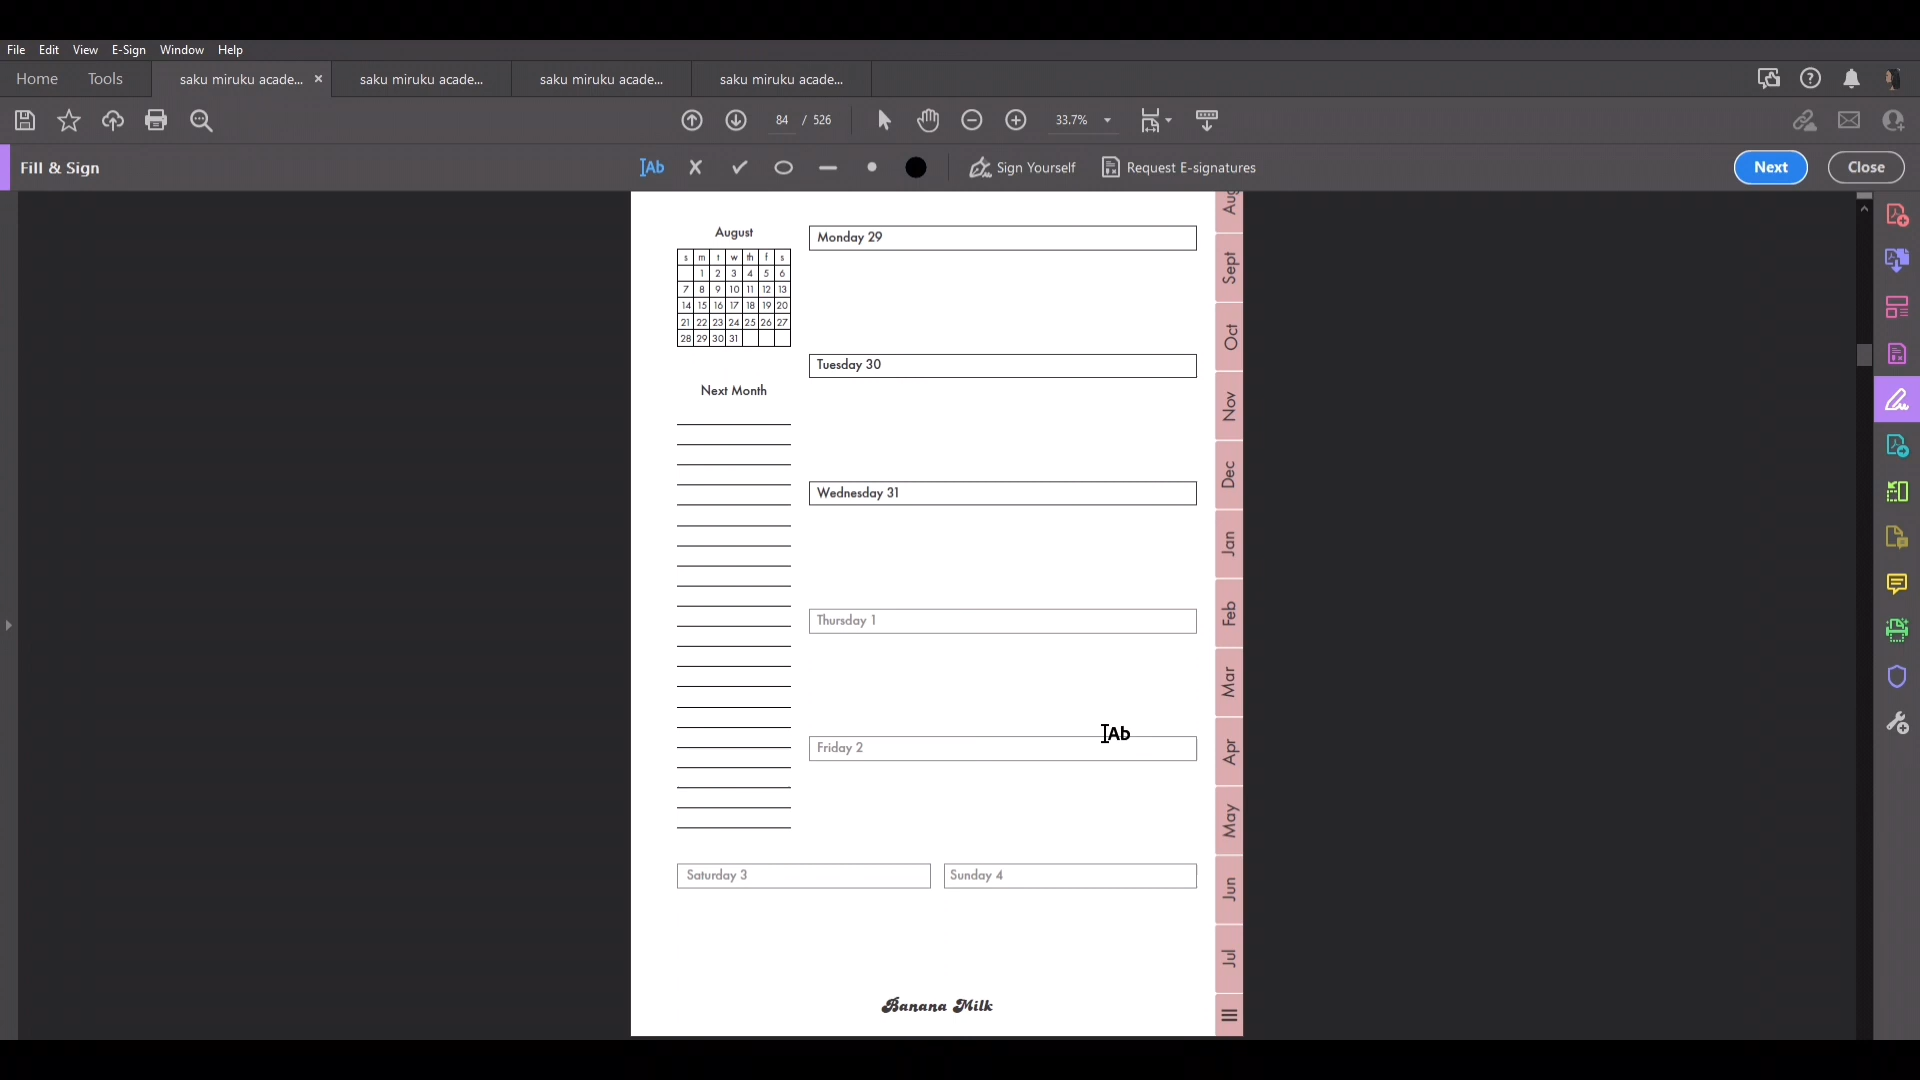 File Edit View E-Sign Window Help
Home Tools saku miruku acade... saku miruku acade... saku miruku acade... saku miruku acade...
84 / 526 33.7%
Fill & Sign Ab Sign Yourself Request E-signatures Next Close
August
s m t w th f s
1 2 3 4 5 6
7 8 9 10 11 12 13
14 15 16 17 18 19 20
21 22 23 24 25 26 27
28 29 30 31
Next Month
Monday 29
Tuesday 30
Wednesday 31
Thursday 1
Ab
Friday 2
Saturday 3 Sunday 4
Banana Milk
Aug
Sept
Oct
Nov
Dec
Jan
Feb
Mar
Apr
May
Jun
Jul